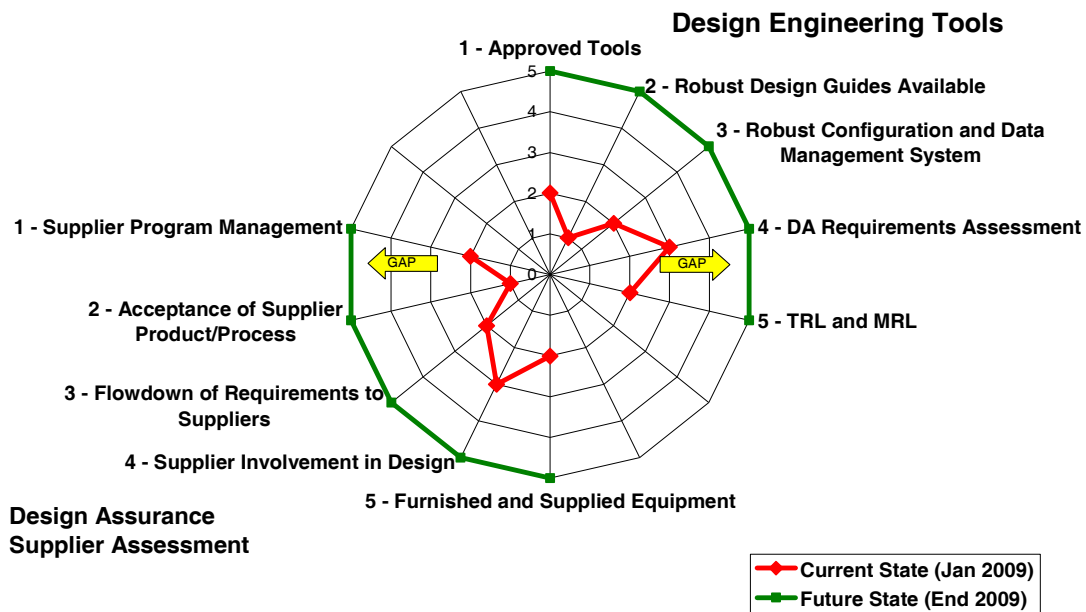 Design Engineering Tools
1 - Approved Tools
2 - Robust Design Guides Available
3 - Robust Configuration and Data
Management System
4 - DA Requirements Assessment
5 - TRL and MRL
5
4
3
2
1
0
GAP
GAP
1 - Supplier Program Management
2 - Acceptance of Supplier
Product/Process
3 - Flowdown of Requirements to
Suppliers
4 - Supplier Involvement in Design
5 - Furnished and Supplied Equipment
Design Assurance
Supplier Assessment
Current State (Jan 2009)
Future State (End 2009)